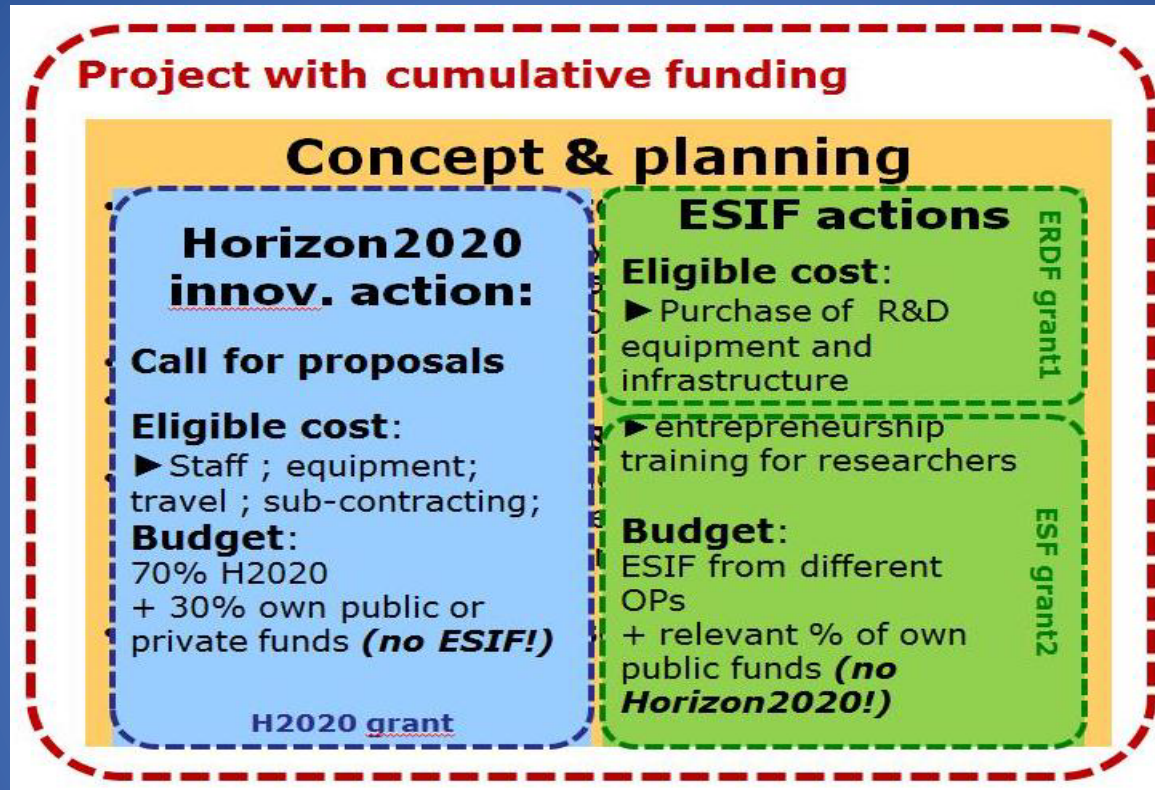 Project with cumulative funding
Concept & planning
Horizon2020
innov. action:
Call for proposals
Eligible cost:
►Staff ; equipment;
travel ; sub-contracting;
Budget:
70% H2020
+ 30% own public or
private funds (no ESIF!)
H2020 grant
ESIF actions
Eligible cost:
►Purchase of R&D
equipment and
infrastructure
ERDF grant1
►entrepreneurship
training for researchers
Budget:
ESIF from different
OPs
+ relevant % of own
public funds (no
Horizon2020!)
ESF grant2